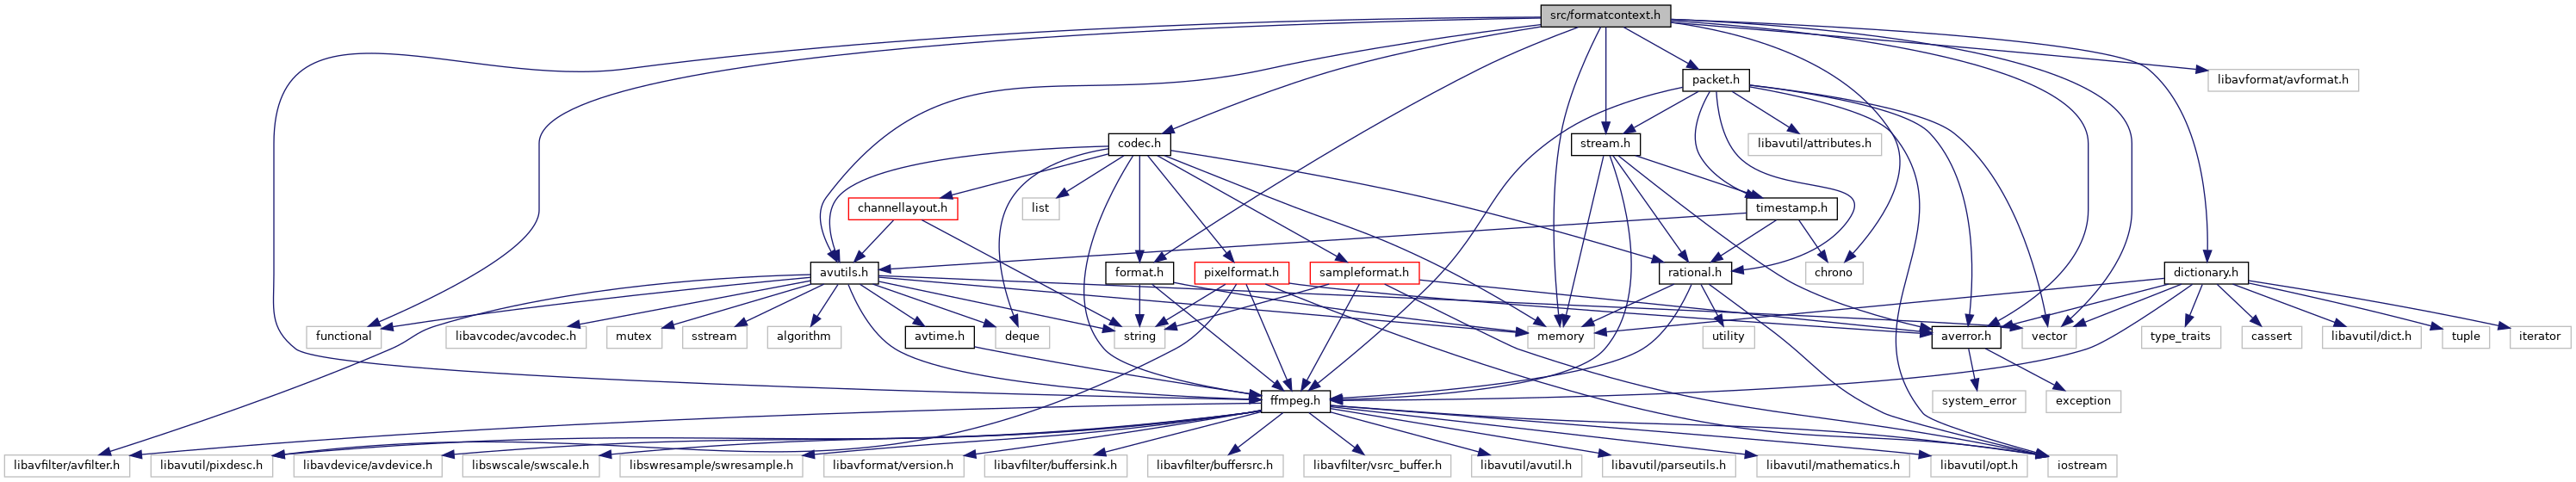 src/formatcontext.h
packet.h
libavformat/avformat.h
codec.h
stream.h
libavutil/attributes.h
channellayout.h
list
timestamp.h
avutils.h
format.h
pixelformat.h
sampleformat.h
rational.h
chrono
dictionary.h
functional
libavcodec/avcodec.h
mutex
sstream
algorithm
avtime.h
deque
string
memory
utility
averror.h
vector
type_traits
cassert
libavutil/dict.h
tuple
iterator
ffmpeg.h
system_error
exception
libavfilter/avfilter.h
libavutil/pixdesc.h
libavdevice/avdevice.h
libswscale/swscale.h
libswresample/swresample.h
libavformat/version.h
libavfilter/buffersink.h
libavfilter/buffersrc.h
libavfilter/vsrc_buffer.h
libavutil/avutil.h
libavutil/parseutils.h
libavutil/mathematics.h
libavutil/opt.h
iostream